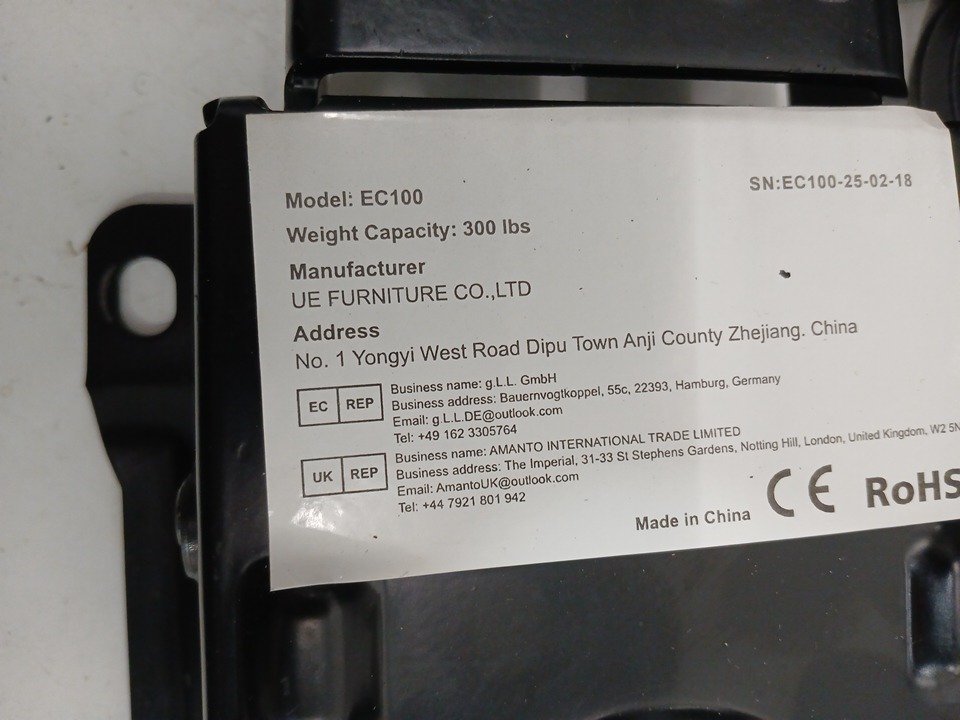 Model: EC100
SN:EC100-25-02-18
Weight Capacity: 300 lbs
Manufacturer
UE FURNITURE CO.,LTD
Address
No. 1 Yongyi West Road Dipu Town Anji County Zhejiang. China
EC REP
Business name: g.L.L. GmbH
Business address: Bauernvogtkoppel, 55c, 22393, Hamburg, Germany
Email: g.L.L.DE@outlook.com
Tel: +49 162 3305764
UK REP
Business name: AMANTO INTERNATIONAL TRADE LIMITED
Business address: The Imperial, 31-33 St Stephens Gardens, Notting Hill, London, United Kingdom, W2 5N
Email: AmantoUK@outlook.com
Tel: +44 7921 801 942
Made in China
CE RoHS